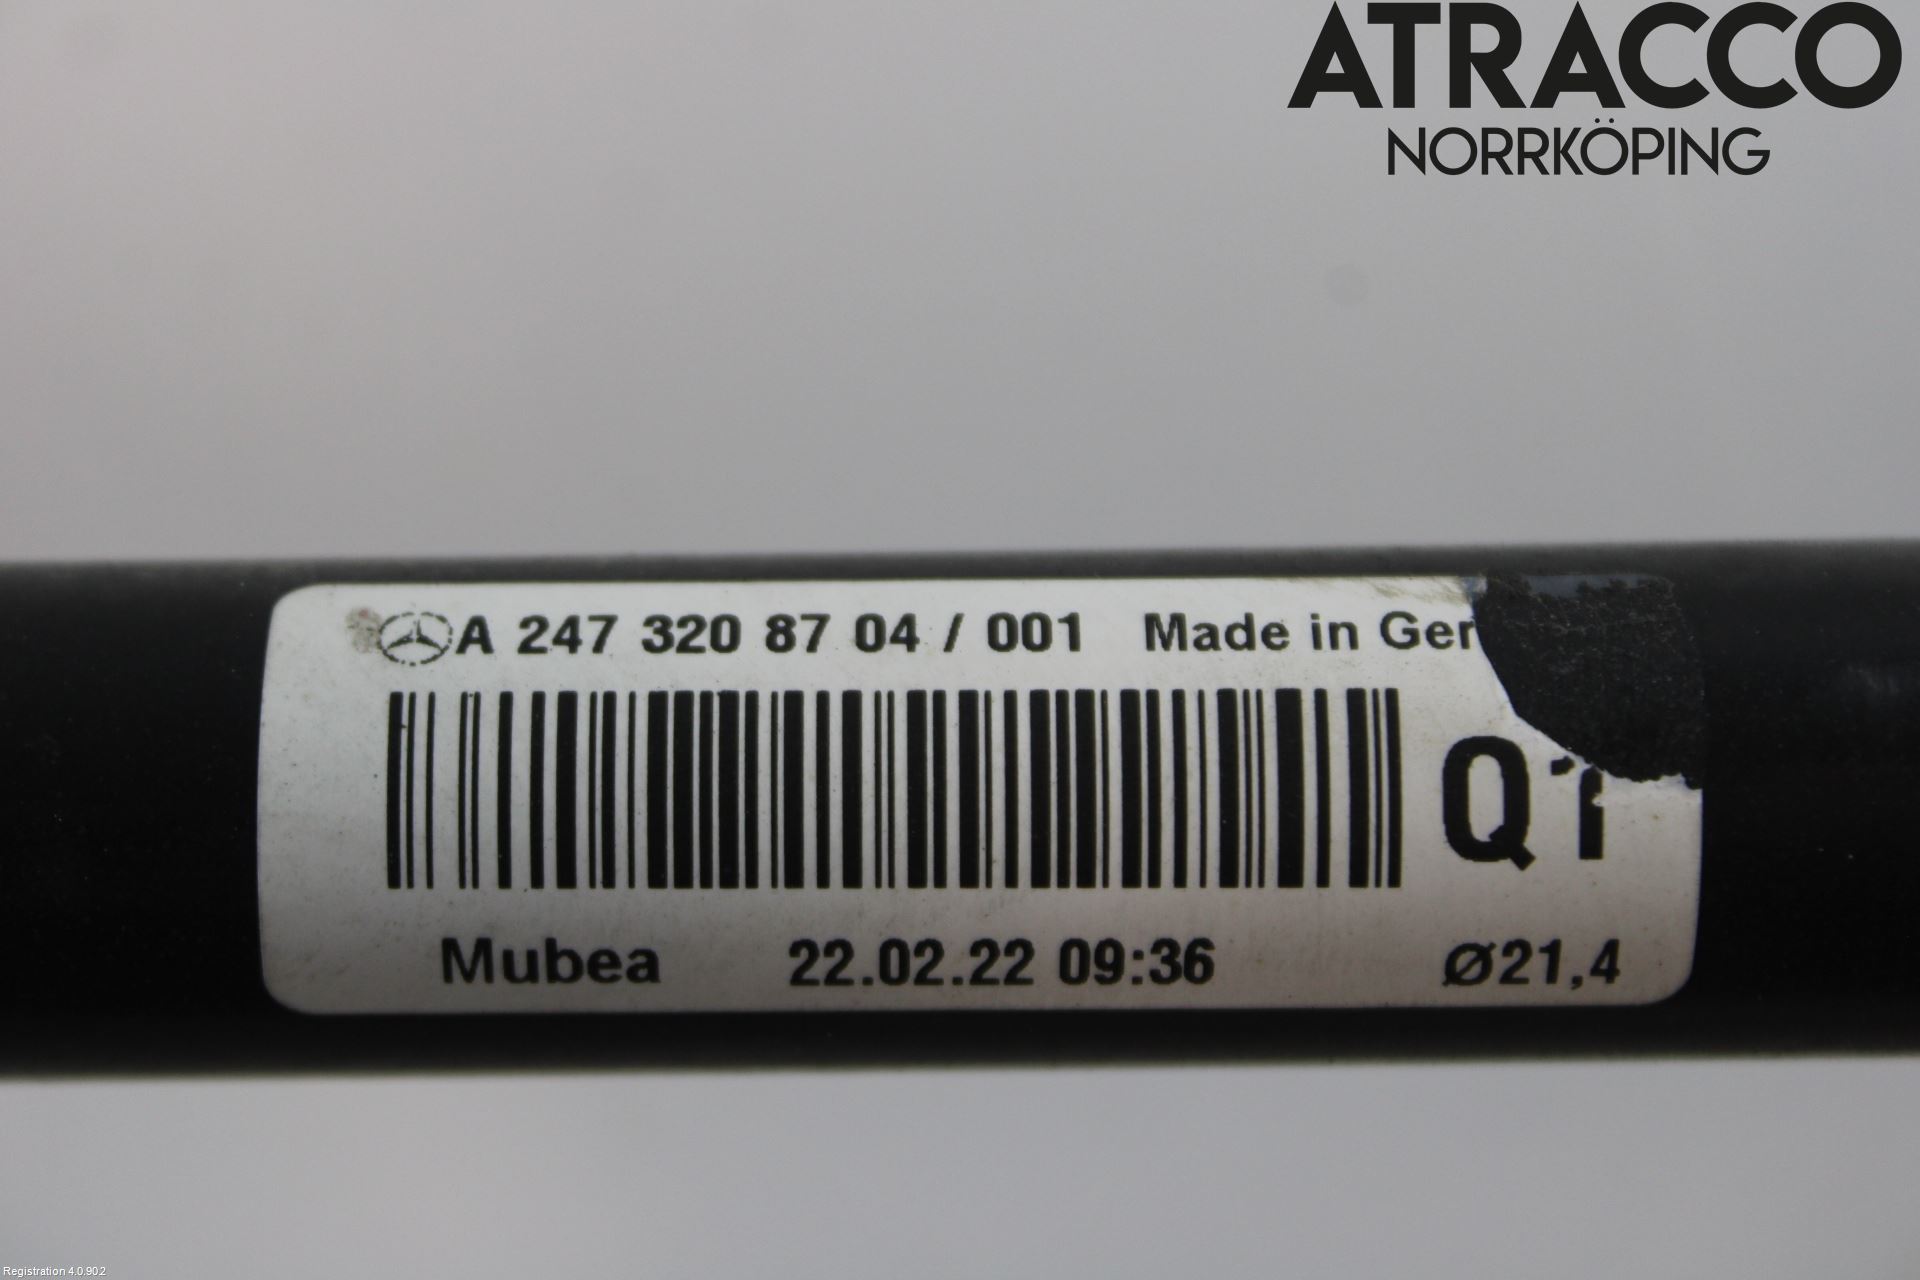 ATRACCO
NORRKÖPING
A 247 320 87 04 / 001 Made in Ger
Q1
Mubea 22.02.22 09:36 Ø21,4
Registration 4.0.902